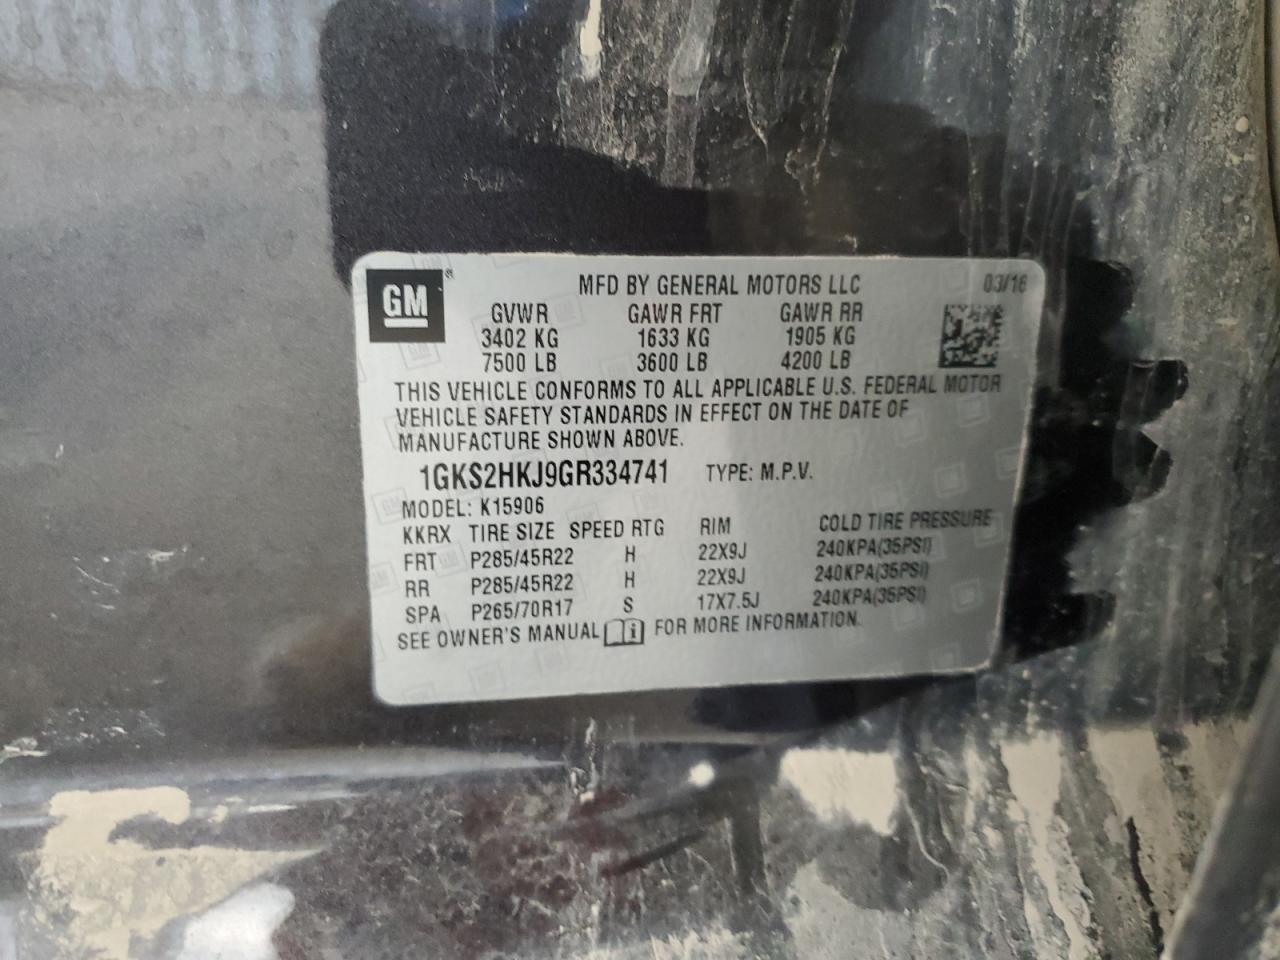 GM®
MFD BY GENERAL MOTORS LLC 03/16
GVWR GAWR FRT GAWR RR
3402 KG 1633 KG 1905 KG
7500 LB 3600 LB 4200 LB
THIS VEHICLE CONFORMS TO ALL APPLICABLE U.S. FEDERAL MOTOR
VEHICLE SAFETY STANDARDS IN EFFECT ON THE DATE OF
MANUFACTURE SHOWN ABOVE.
1GKS2HKJ9GR334741 TYPE: M.P.V.
MODEL: K15906
KKRX TIRE SIZE SPEED RTG RIM COLD TIRE PRESSURE
FRT P285/45R22 H 22X9J 240KPA(35PSI)
RR P285/45R22 H 22X9J 240KPA(35PSI)
SPA P265/70R17 S 17X7.5J 240KPA(35PSI)
SEE OWNER'S MANUAL FOR MORE INFORMATION.